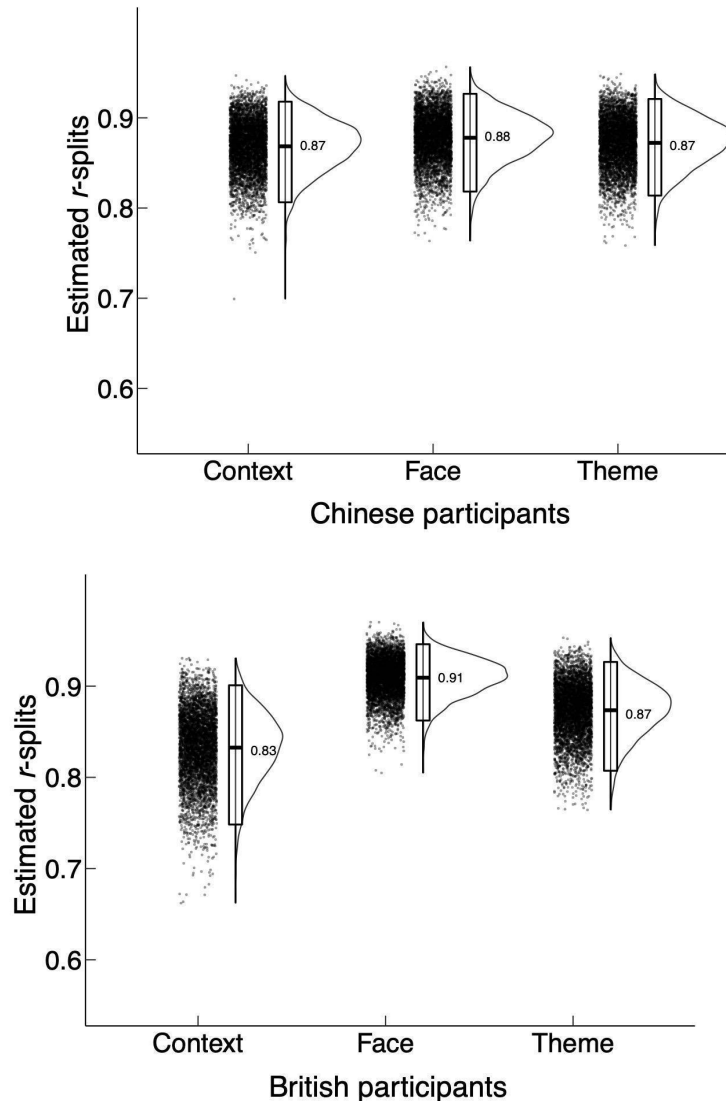 Estimated r-splits
0.9
0.8
0.7
0.6
0.87
0.88
0.87
Context Face Theme
Chinese participants
Estimated r-splits
0.9
0.8
0.7
0.6
0.83
0.91
0.87
Context Face Theme
British participants